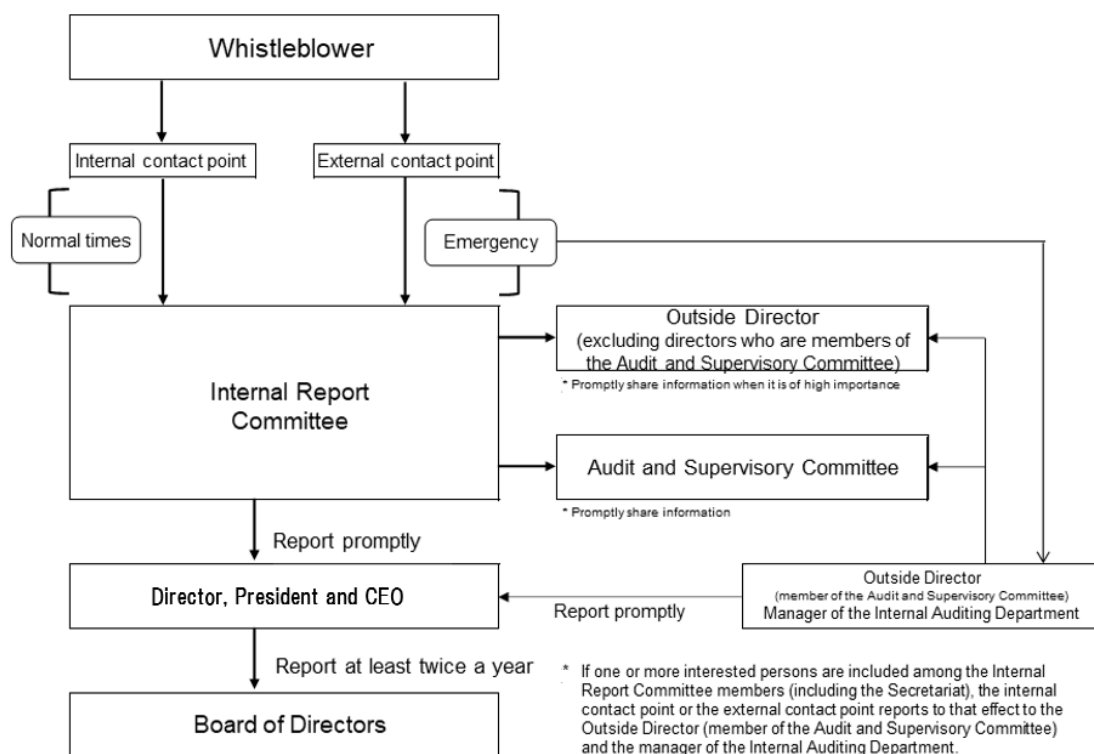 Whistleblower
Internal contact point
External contact point
Normal times
Emergency
Outside Director
(excluding directors who are members of
the Audit and Supervisory Committee)
* Promptly share information when it is of high importance
Internal Report
Committee
Audit and Supervisory Committee
* Promptly share information
Report promptly
Director, President and CEO
Report promptly
Outside Director
(member of the Audit and Supervisory Committee)
Manager of the Internal Auditing Department
Report at least twice a year
Board of Directors
* If one or more interested persons are included among the Internal
Report Committee members (including the Secretariat), the internal
contact point or the external contact point reports to that effect to the
Outside Director (member of the Audit and Supervisory Committee)
and the manager of the Internal Auditing Department.